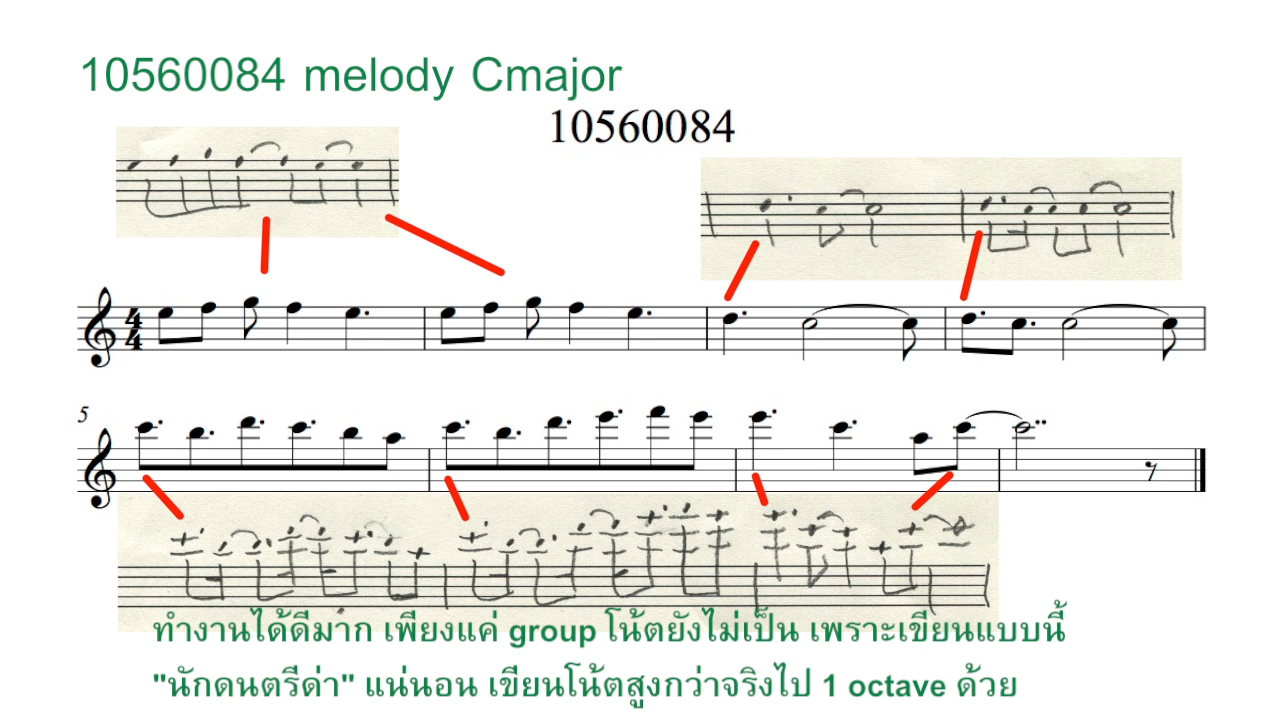 10560084 melody Cmajor
10560084
4
4
5
ทำงานได้ดีมาก เพียงแค่ group โน้ตยังไม่เป็น เพราะเขียนแบบนี้
"นักดนตรีด่า" แน่นอน เขียนโน้ตสูงกว่าจริงไป 1 octave ด้วย